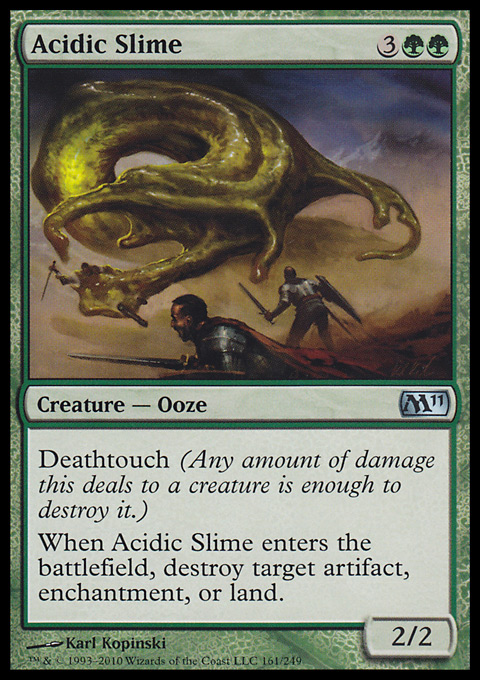 Acidic Slime 3
Creature — Ooze M11
Deathtouch (Any amount of damage
this deals to a creature is enough to
destroy it.)
When Acidic Slime enters the
battlefield, destroy target artifact,
enchantment, or land.
2/2
Karl Kopinski
™ & © 1993–2010 Wizards of the Coast LLC 161/249